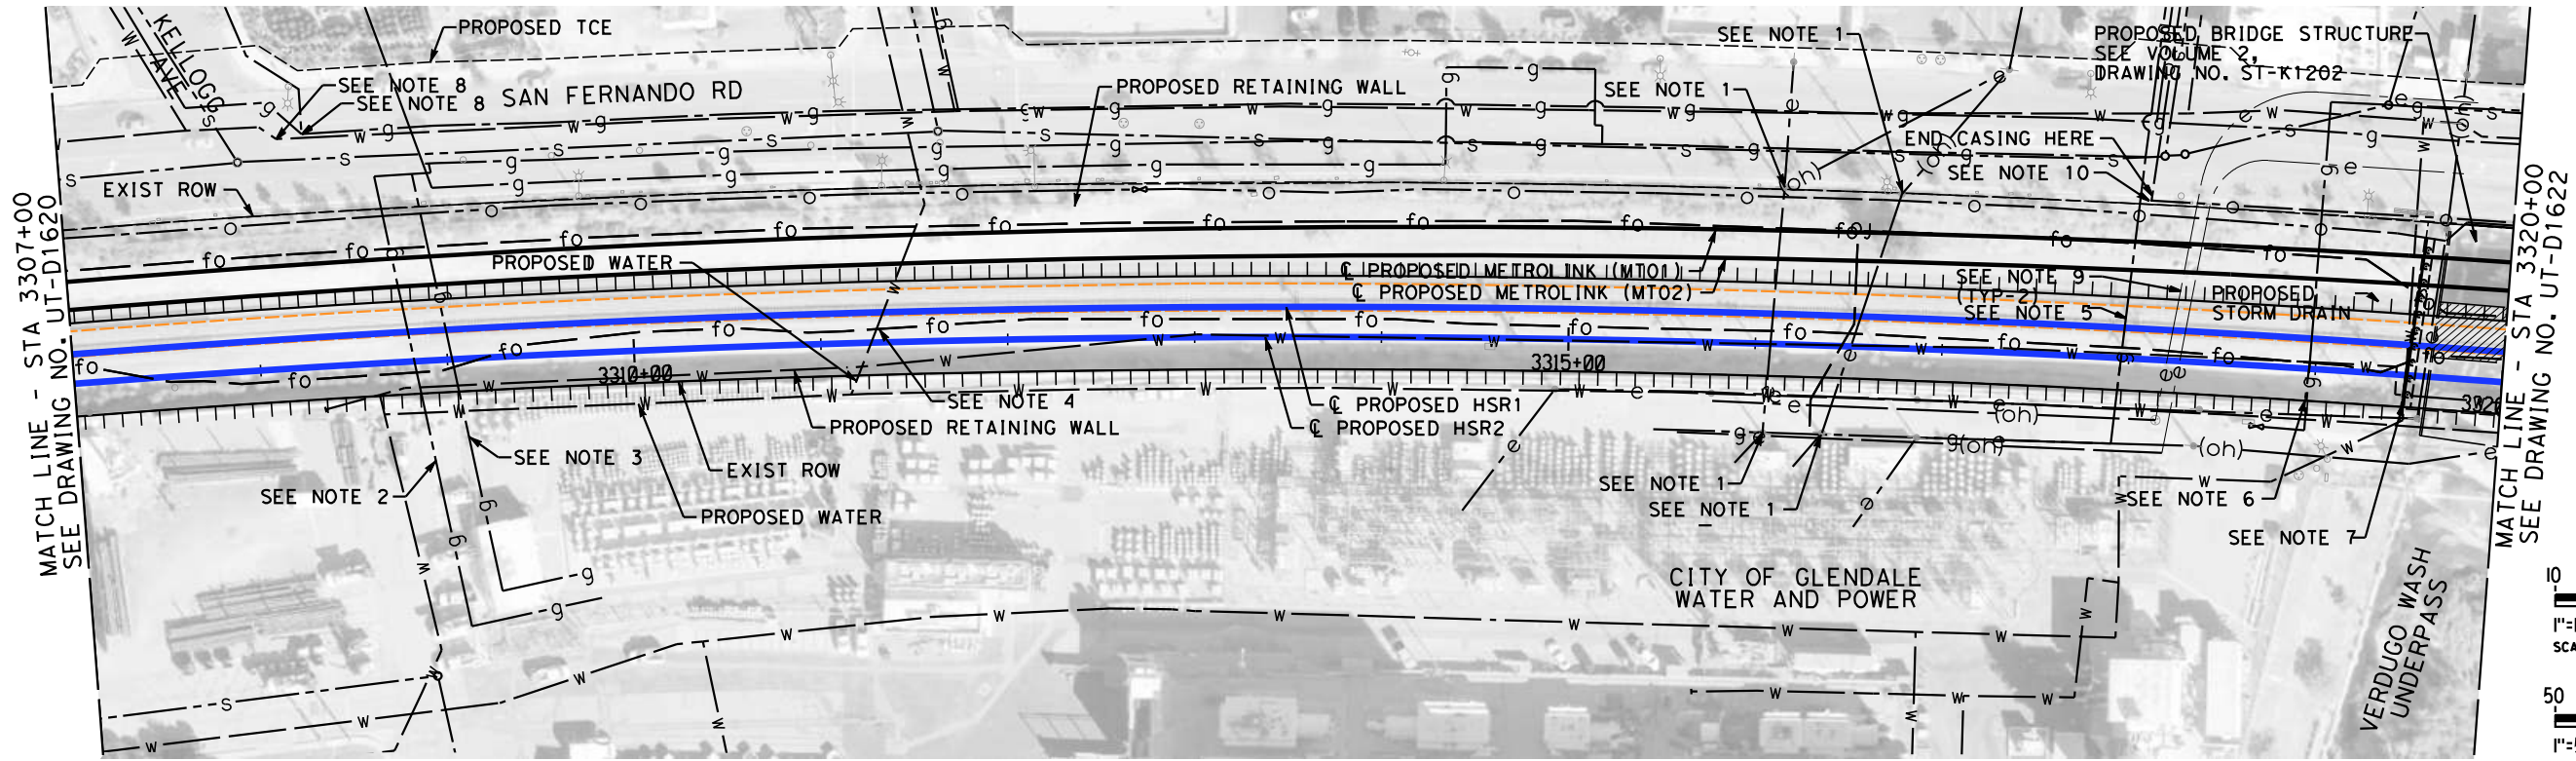 PROPOSED TCE
KELLOGG
AVE
SEE NOTE 8
SEE NOTE 8
SAN FERNANDO RD
PROPOSED RETAINING WALL
SEE NOTE 1
SEE NOTE 1
PROPOSED BRIDGE STRUCTURE
SEE VOLUME 2,
DRAWING NO. ST-K1202
END CASING HERE
SEE NOTE 10
EXIST ROW
MATCH LINE - STA 3307+00
SEE DRAWING NO. UT-D1620
MATCH LINE - STA 3320+00
SEE DRAWING NO. UT-D1622
PROPOSED WATER
℄ PROPOSED METROLINK (MT01)
℄ PROPOSED METROLINK (MT02)
SEE NOTE 9
(TYP-2)
SEE NOTE 5
PROPOSED
STORM DRAIN
3310+00
3315+00
SEE NOTE 4
℄ PROPOSED HSR1
℄ PROPOSED HSR2
PROPOSED RETAINING WALL
SEE NOTE 3
EXIST ROW
SEE NOTE 2
PROPOSED WATER
SEE NOTE 1
SEE NOTE 1
SEE NOTE 6
SEE NOTE 7
CITY OF GLENDALE
WATER AND POWER
VERDUGO WASH
UNDERPASS
10
50